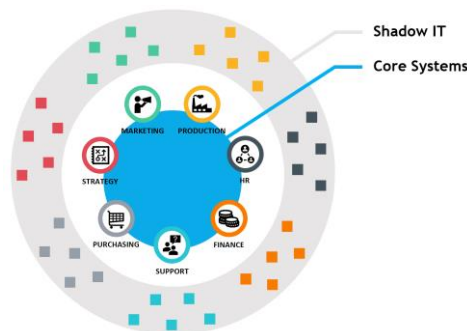 Shadow IT
Core Systems
MARKETING
PRODUCTION
STRATEGY
HR
PURCHASING
FINANCE
SUPPORT